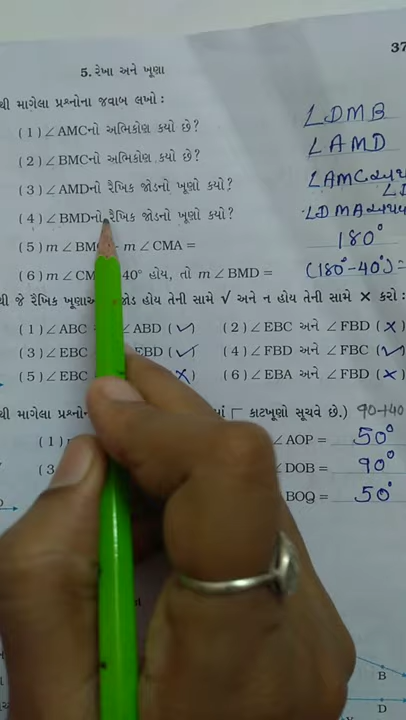 37
5. રેખા અને ખૂણા
થી માગેલા પ્રશ્નોના જવાબ લખો :
(1) ∠AMCનો અભિકોણ કયો છે? ∠DMB
(2) ∠BMCનો અભિકોણ કયો છે? ∠AMD
(3) ∠AMDનો રૈખિક જોડનો ખૂણો કયો? ∠AMC
(4) ∠BMDનો રૈખિક જોડનો ખૂણો કયો? ∠DMA
(5) m∠BM m∠CMA = 180°
(6) m∠CM 40° હોય, તો m∠BMD = (180°-40°)=
થી જે રૈખિક ખૂણા જોડ હોય તેની સામે √ અને ન હોય તેની સામે × કરો :
(1) ∠ABC ∠ABD (✓) (2) ∠EBC અને ∠FBD (×)
(3) ∠EBC EBD (✓) (4) ∠FBD અને ∠FBC (✓)
(5) ∠EBC ×) (6) ∠EBA અને ∠FBD (×)
થી માગેલા પ્રશ્નો કાટખૂણો સૂચવે છે.) 90+40
(1) ∠AOP = 50°
(3 ∠DOB = 90°
BOQ = 50°
B
D